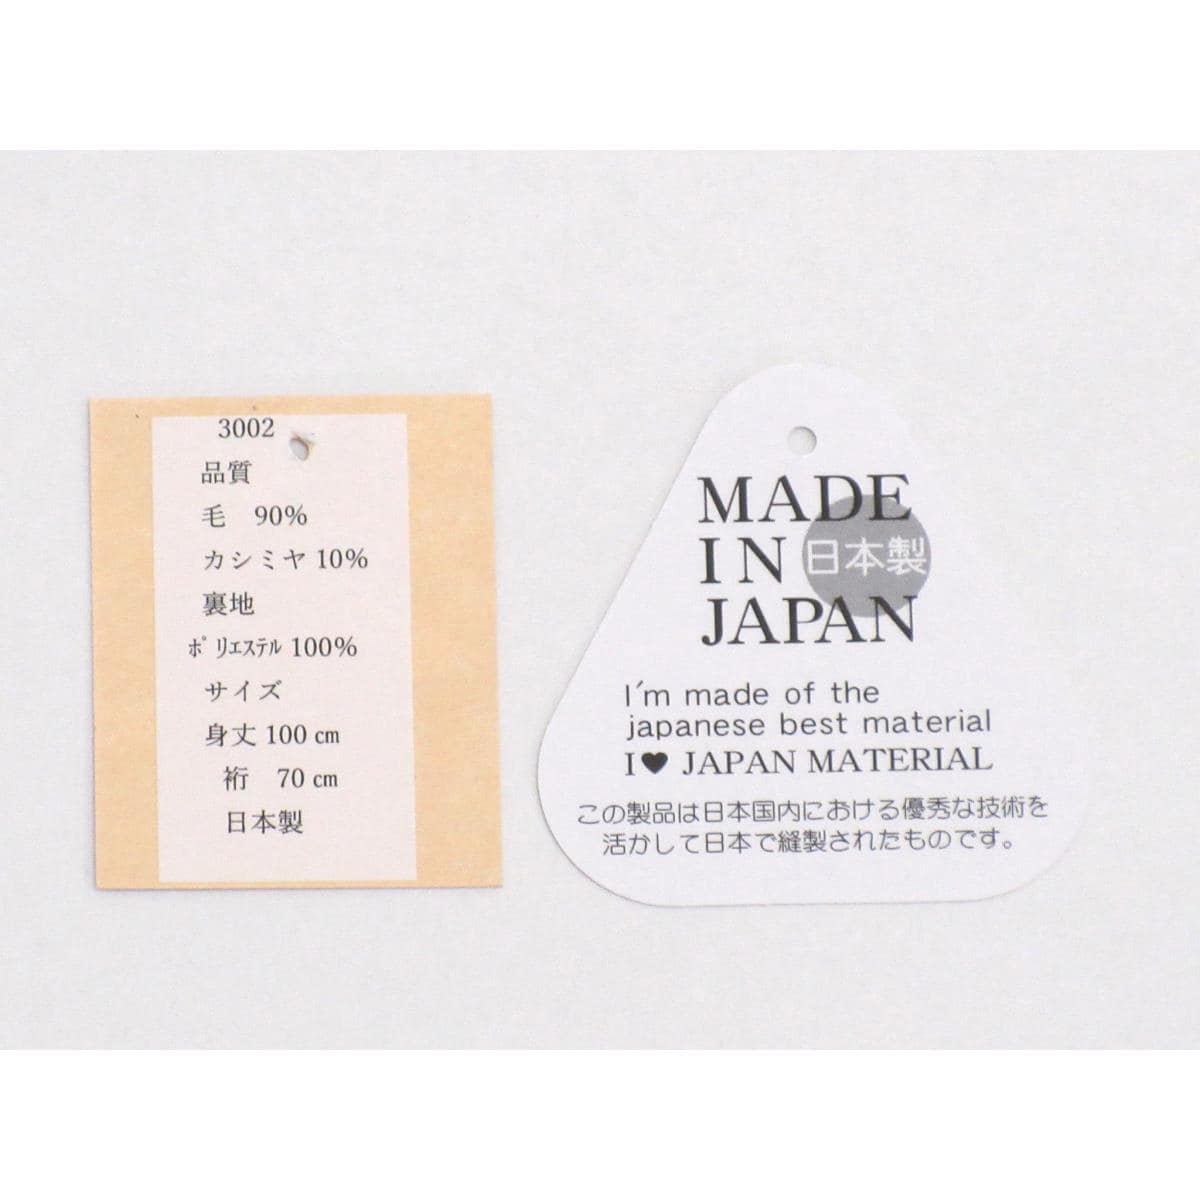 3002
品質
毛 90%
カシミヤ 10%
裏地
ポリエステル 100%
サイズ
身丈 100 ㎝
裄 70 ㎝
日本製
MADE
IN
日本製
JAPAN
I'm made of the
japanese best material
I♥ JAPAN MATERIAL
この製品は日本国内における優秀な技術を
活かして日本で縫製されたものです。